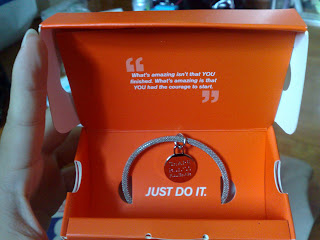 What's amazing isn't that YOU
finished. What's amazing is that
YOU had the courage to start.
JUST DO IT.